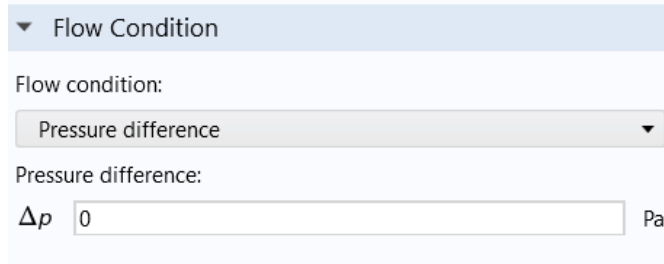 Flow Condition
Flow condition:
Pressure difference
Pressure difference:
Δp 0 Pa